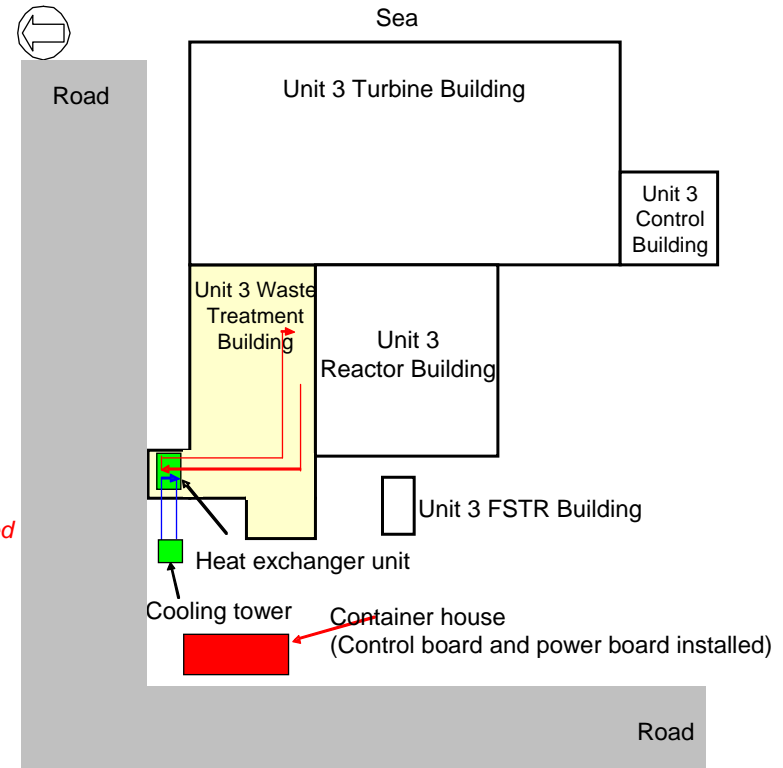 Sea
Road
Unit 3 Turbine Building
Unit 3
Control
Building
Unit 3 Waste
Treatment
Building
Unit 3
Reactor Building
Unit 3 FSTR Building
Heat exchanger unit
Cooling tower
Container house
(Control board and power board installed)
Road